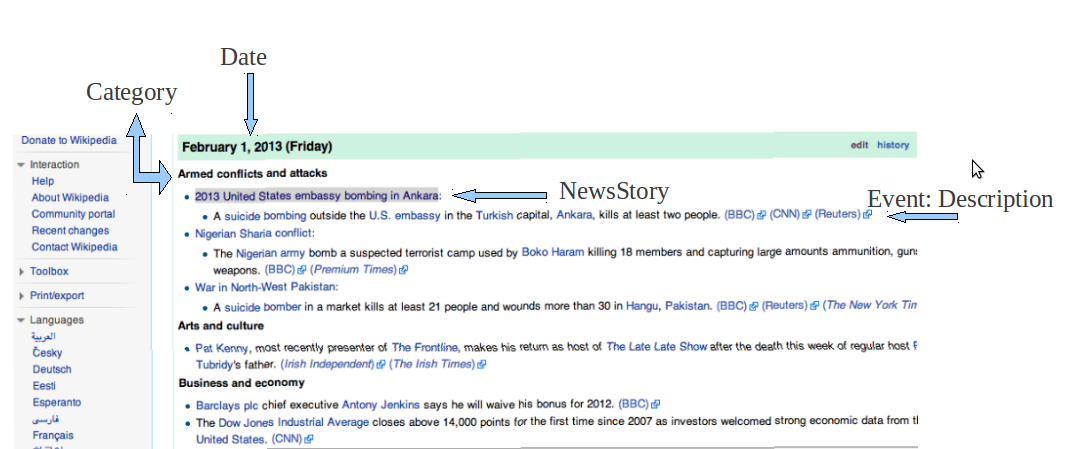 Date
Category
Donate to Wikipedia
Interaction
Help
About Wikipedia
Community portal
Recent changes
Contact Wikipedia
Toolbox
Print/export
Languages
العربية
Česky
Deutsch
Eesti
Esperanto
فارسی
Français
February 1, 2013 (Friday)
edit history
Armed conflicts and attacks
2013 United States embassy bombing in Ankara:
NewsStory
Event: Description
A suicide bombing outside the U.S. embassy in the Turkish capital, Ankara, kills at least two people. (BBC) (CNN) (Reuters)
Nigerian Sharia conflict:
The Nigerian army bomb a suspected terrorist camp used by Boko Haram killing 18 members and capturing large amounts ammunition, guns
weapons. (BBC) (Premium Times)
War in North-West Pakistan:
A suicide bomber in a market kills at least 21 people and wounds more than 30 in Hangu, Pakistan. (BBC) (Reuters) (The New York
Arts and culture
Pat Kenny, most recently presenter of The Frontline, makes his return as host of The Late Late Show after the death this week of regular host
Tubridy's father. (Irish Independent) (The Irish Times)
Business and economy
Barclays plc chief executive Antony Jenkins says he will waive his bonus for 2012. (BBC)
The Dow Jones Industrial Average closes above 14,000 points for the first time since 2007 as investors welcomed strong economic data from
United States. (CNN)